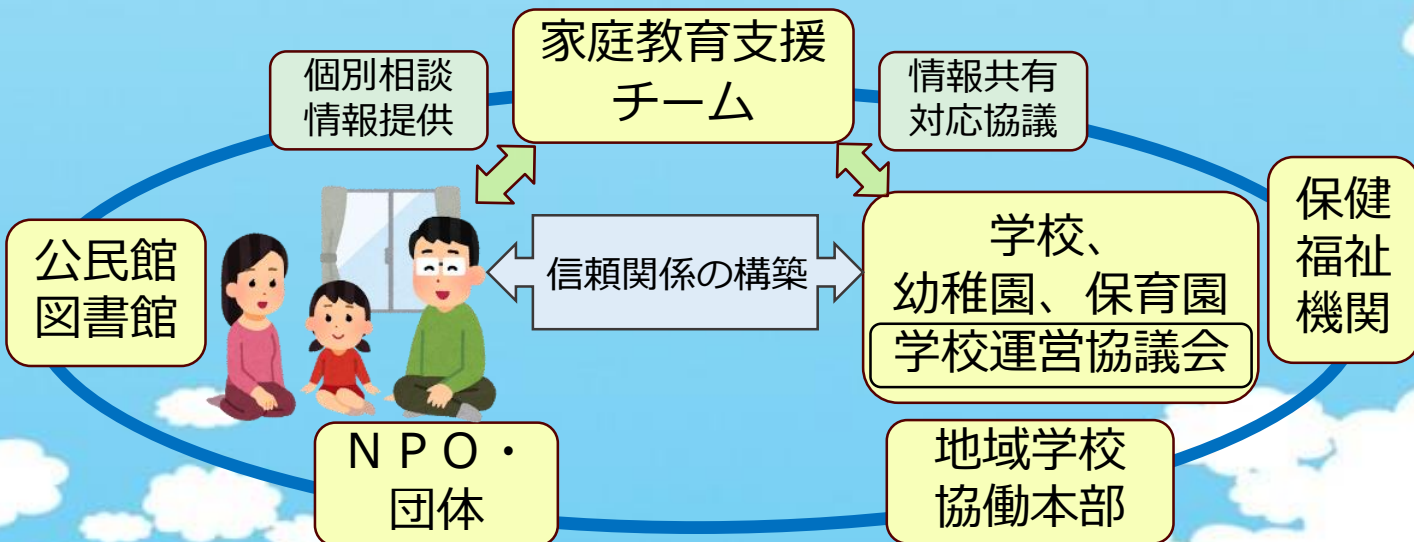 家庭教育支援
チーム
個別相談
情報提供
情報共有
対応協議
公民館
図書館
信頼関係の構築
学校、
幼稚園、保育園
学校運営協議会
保健
福祉
機関
ＮＰＯ・
団体
地域学校
協働本部